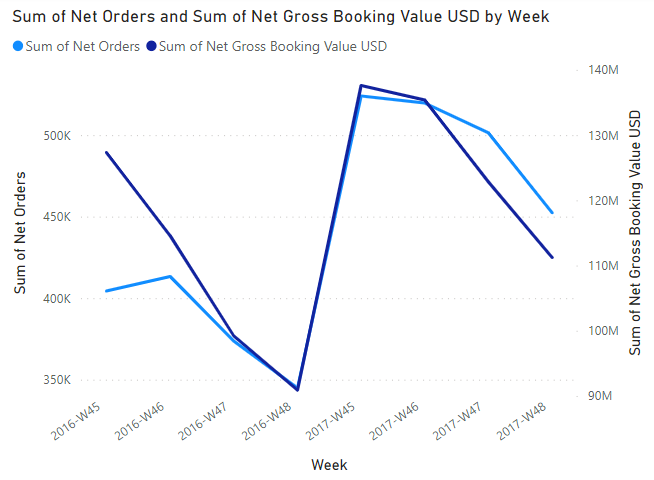 Sum of Net Orders and Sum of Net Gross Booking Value USD by Week
Sum of Net Orders Sum of Net Gross Booking Value USD
140M
500K 130M
120M
450K
110M
400K
100M
350K
90M
Sum of Net Orders
Sum of Net Gross Booking Value USD
2016-W45 2016-W46 2016-W47 2016-W48 2017-W45 2017-W46 2017-W47 2017-W48
Week